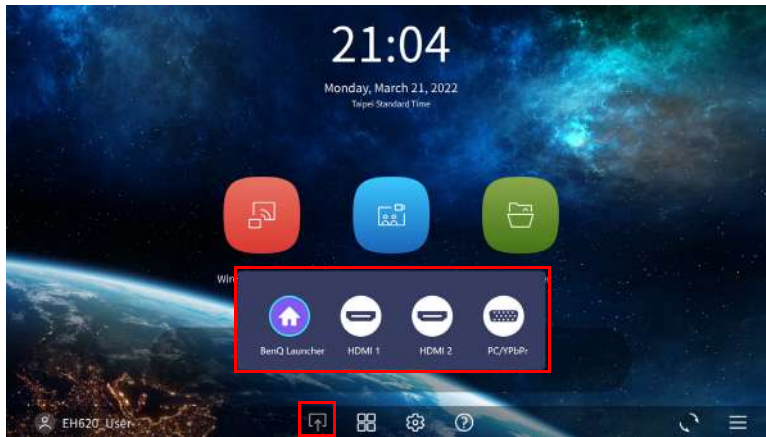 21:04
Monday, March 21, 2022
Taipei Standard Time
BenQ Launcher
HDMI 1
HDMI 2
PC/YPbPr
EH620_User